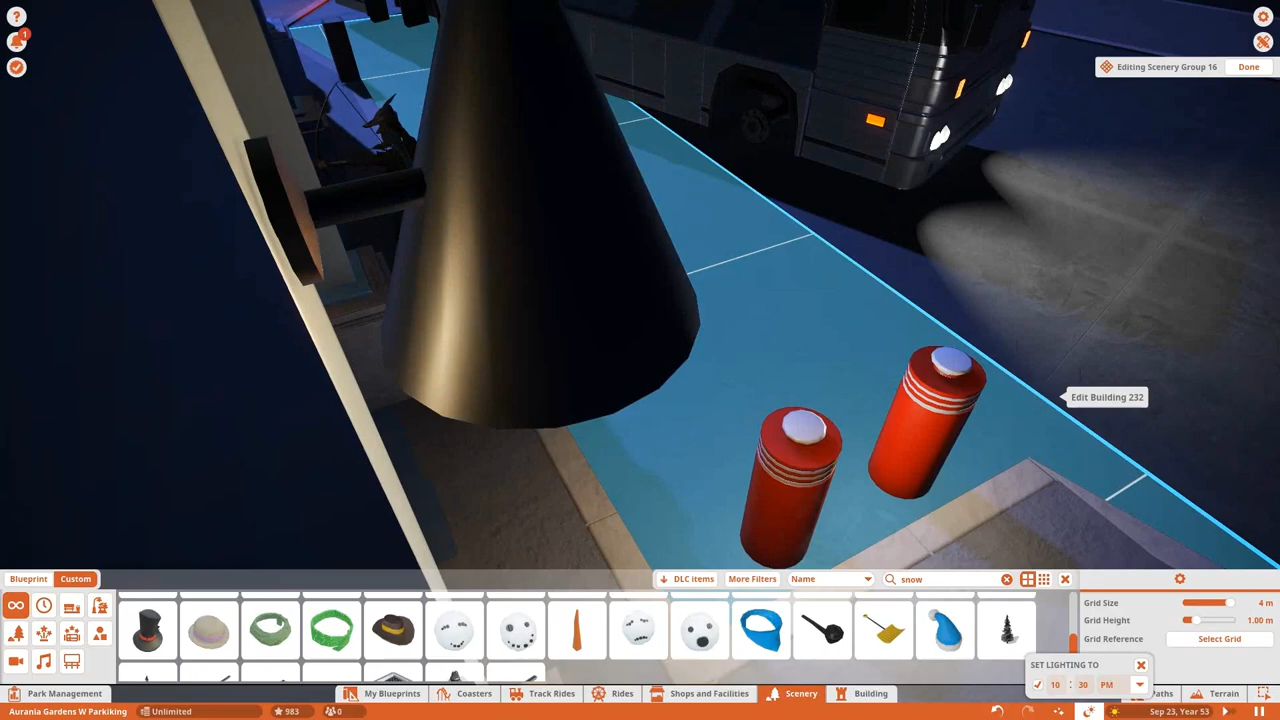 ?
1
Editing Scenery Group 16 Done
Edit Building 232
Blueprint Custom
DLC items More Filters Name snow
Grid Size 4 m
Grid Height 1.00 m
Grid Reference Select Grid
SET LIGHTING TO
10 : 30 PM
Park Management My Blueprints Coasters Track Rides Rides Shops and Facilities Scenery Building Paths Terrain
Aurania Gardens W Parkiking Unlimited 983 0 Sep 23, Year 53